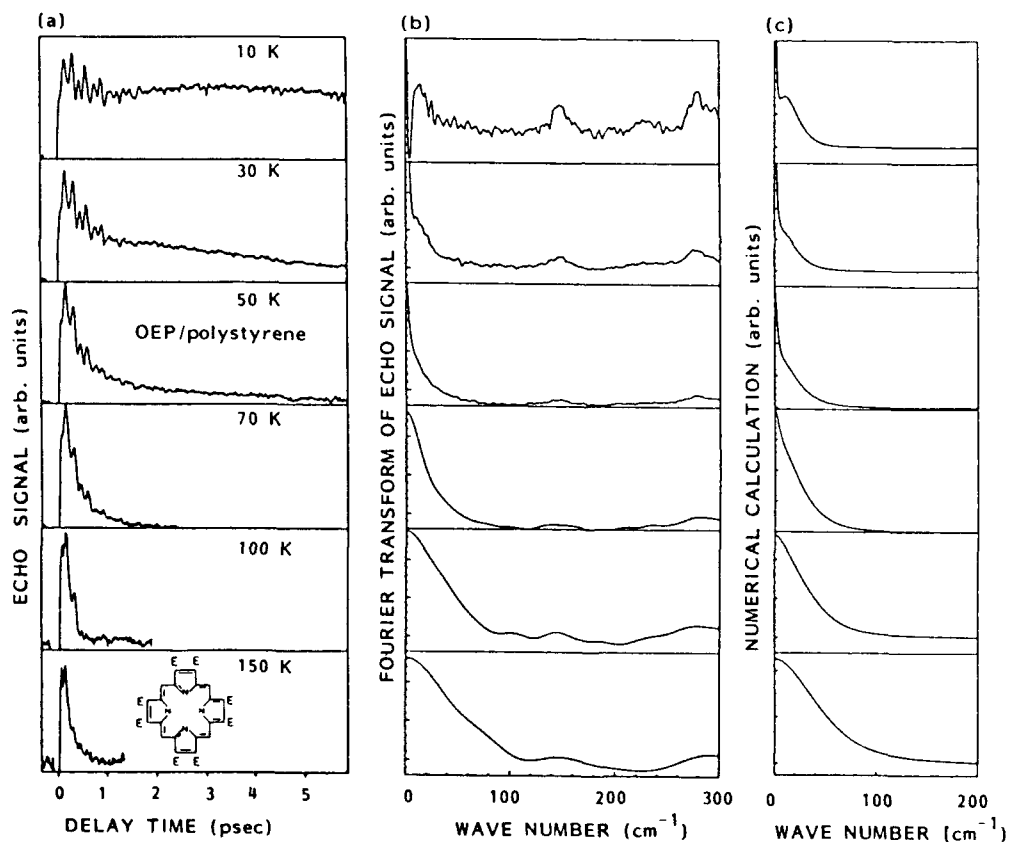 (a)
(b)
(c)
10 K
30 K
50 K
OEP/polystyrene
70 K
100 K
150 K
E E
E E
E E
E E
N
N N
N
ECHO SIGNAL (arb. units)
0 1 2 3 4 5
DELAY TIME (psec)
FOURIER TRANSFORM OF ECHO SIGNAL (arb. units)
0 100 200 300
WAVE NUMBER (cm-1)
NUMERICAL CALCULATION (arb. units)
0 100 200
WAVE NUMBER [cm-1)